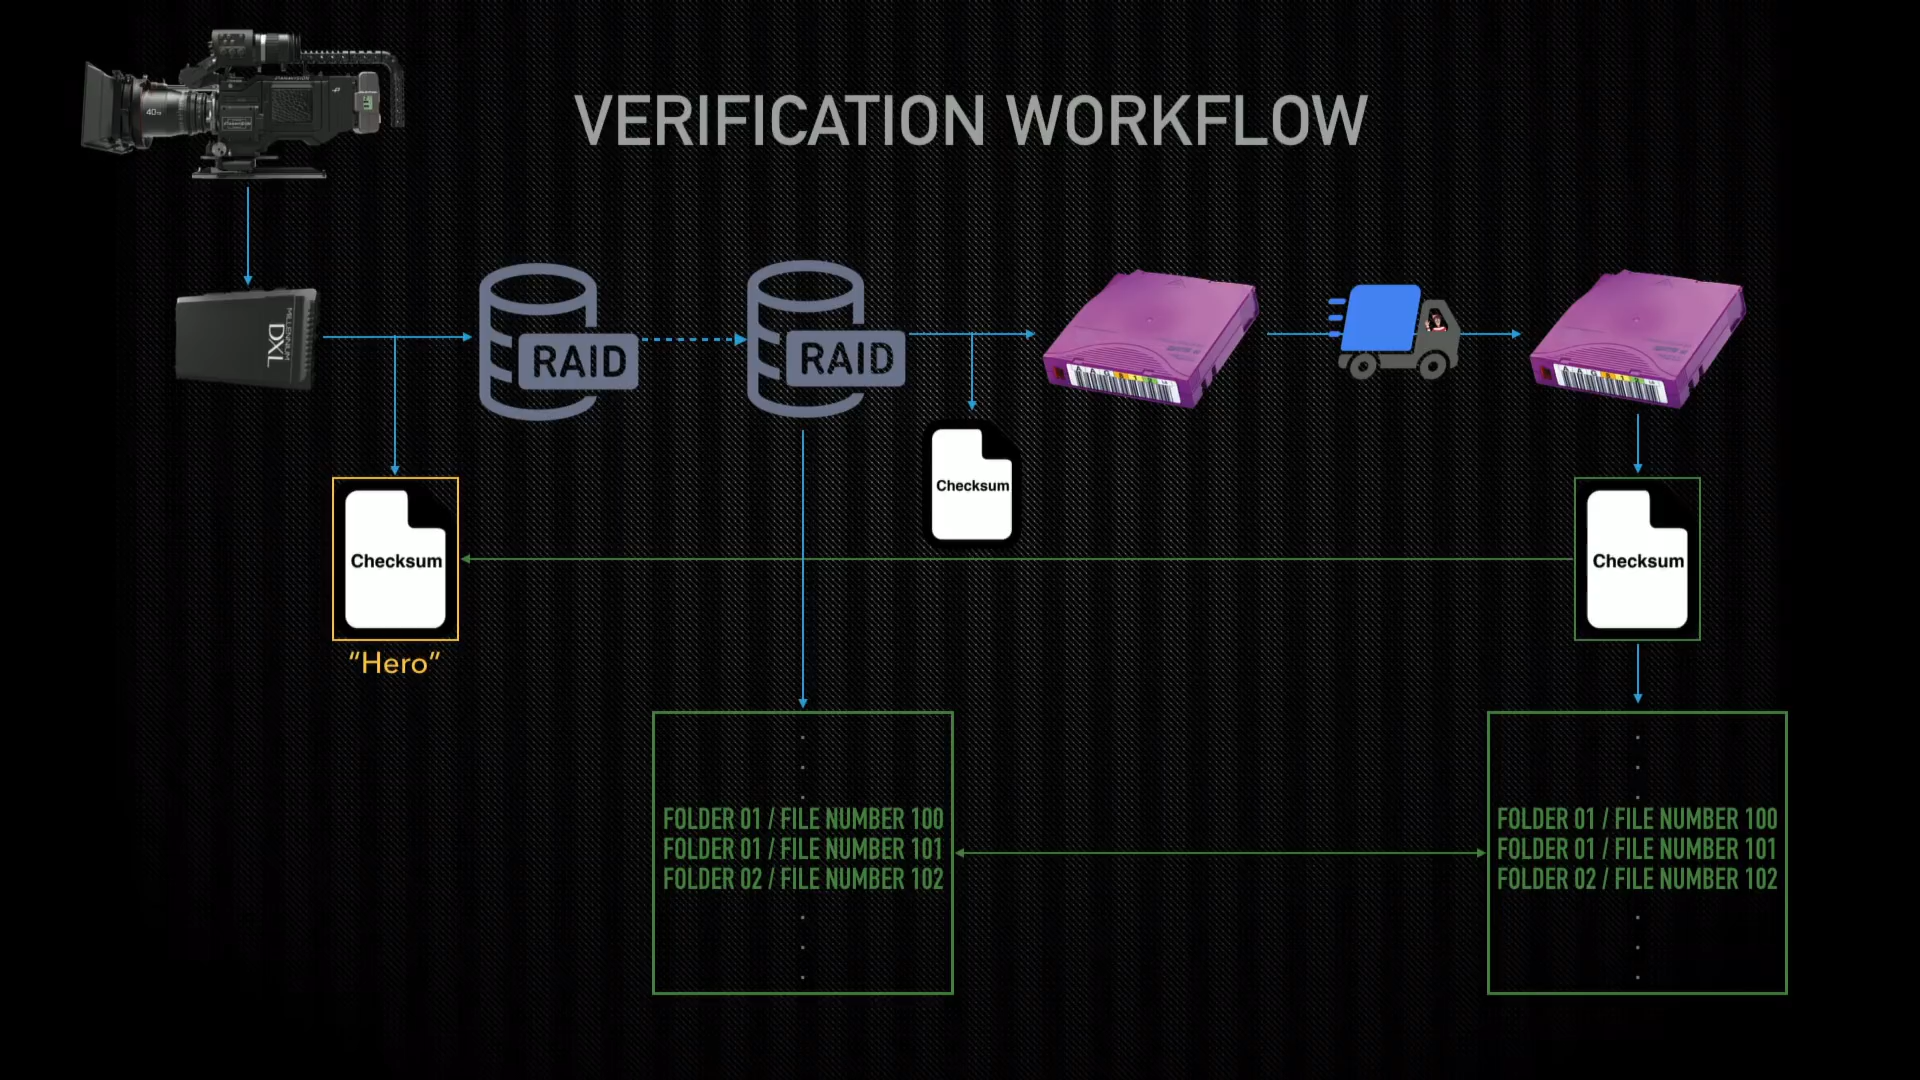 VERIFICATION WORKFLOW
40
MILLENNIUM
DXL
RAID
RAID
Checksum
Checksum
Checksum
“Hero”
FOLDER 01 / FILE NUMBER 100
FOLDER 01 / FILE NUMBER 101
FOLDER 02 / FILE NUMBER 102
FOLDER 01 / FILE NUMBER 100
FOLDER 01 / FILE NUMBER 101
FOLDER 02 / FILE NUMBER 102